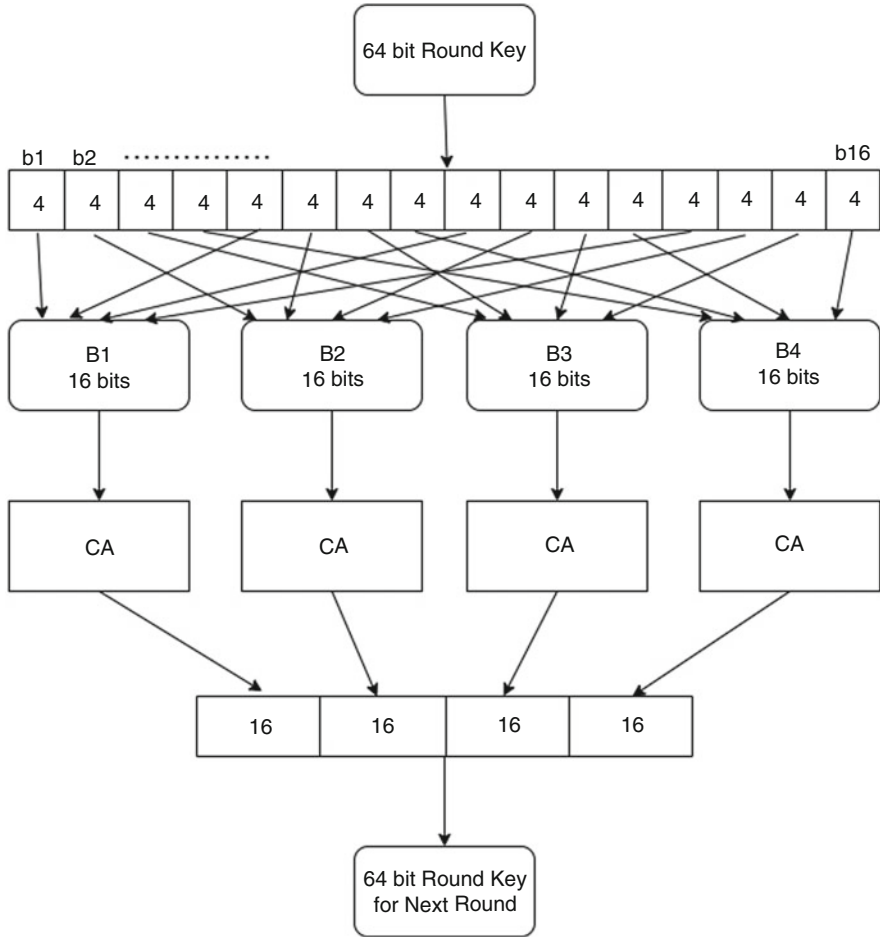 64 bit Round Key
b1 b2 .............. b16
4 4 4 4 4 4 4 4 4 4 4 4 4 4 4 4
B1 B2 B3 B4
16 bits 16 bits 16 bits 16 bits
CA CA CA CA
16 16 16 16
64 bit Round Key
for Next Round